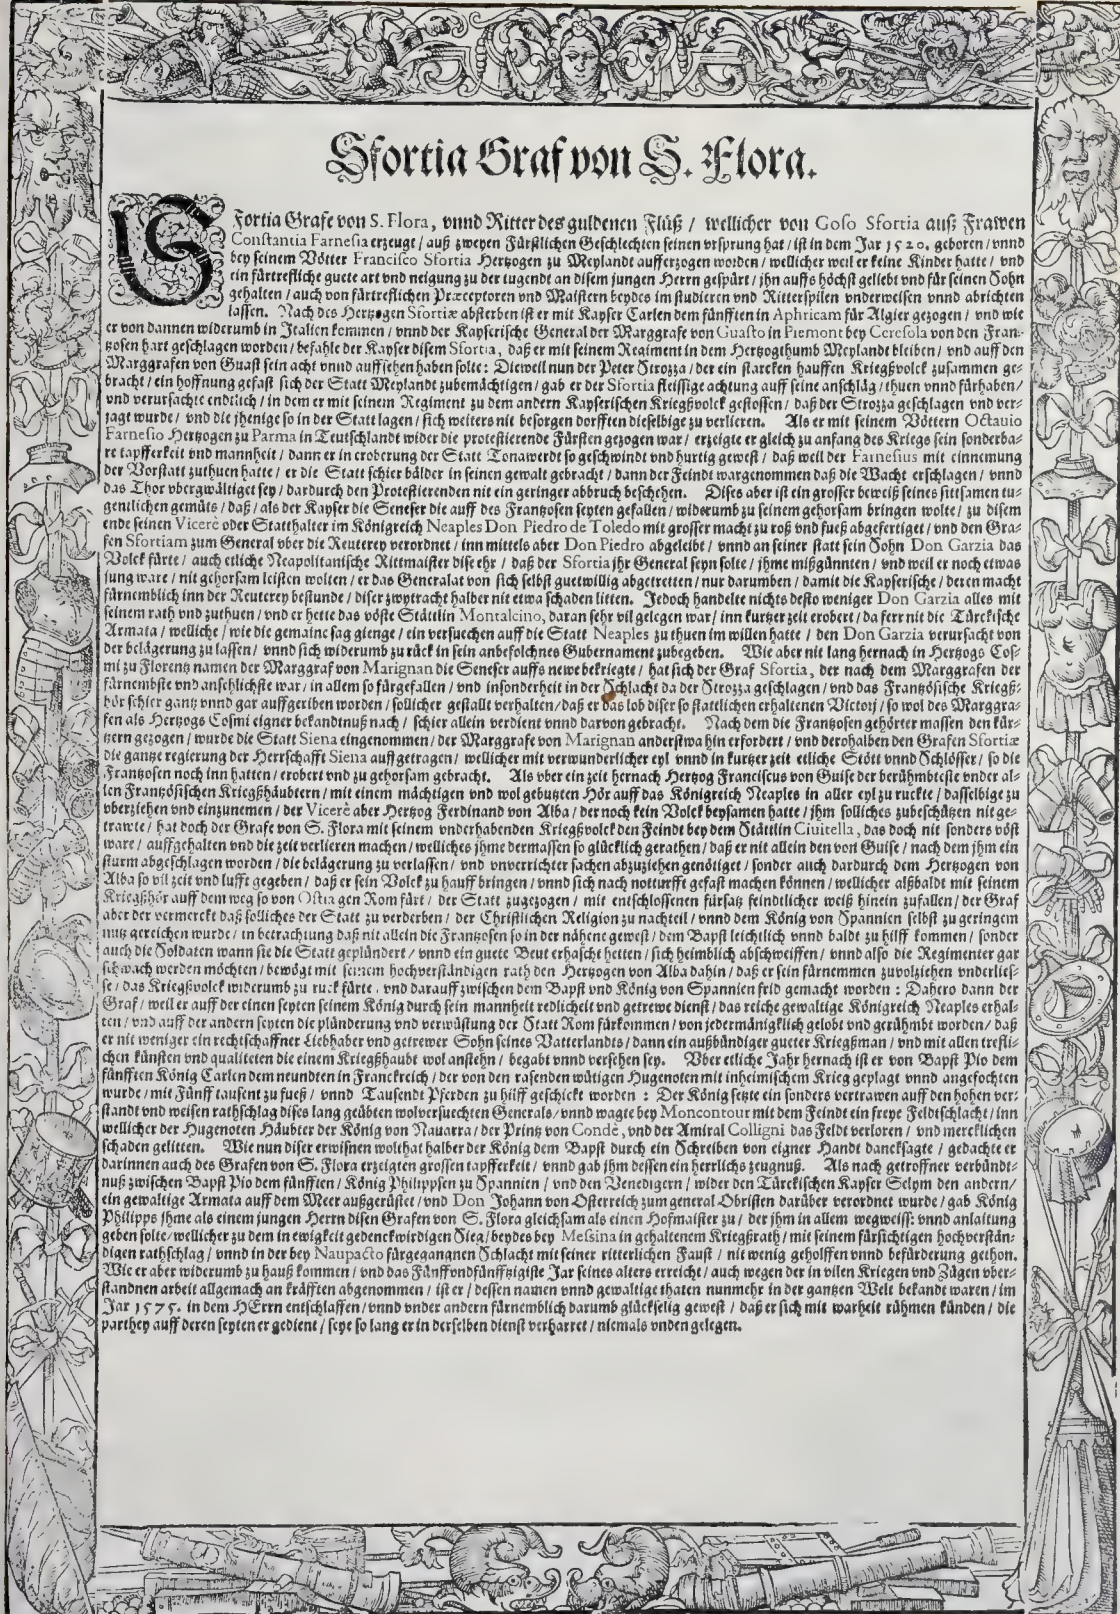 Sfortia Graf von S. Flora.
SFortia Grafe von S. Flora, vnnd Ritter des guldenen Flüß / wellicher von Goso Sfortia auß Frawen
Constantia Farnesia erzeugt / auß zweyen Fürstlichen Geschlechten seinen vrsprung hat / ist in dem Jar 1520. geboren / vnnd
bey seinem Vötter Francisco Sfortia Hertzogen zu Meylandt aufferzogen worden / wellicher weil er keine Kinder hatte / vnd
ein fürtrefliche guete art vnd neigung zu der tugent an disem jungen Herrn gespürt / jhn auffs höchst geliebt vnd für seinen Sohn
gehalten / auch von fürtreflichen Præceptoren vnd Maistern beydes im studieren vnd Ritterspilen vnderweisen vnnd abrichten
lassen. Nach des Hertzogen Sfortiæ absterben ist er mit Kayser Carlen dem fünfften in Aphricam für Algier gezogen / vnd wie
er von dannen widerumb in Italien kommen / vnnd der Kayserische General der Marggrafe von Guasto in Piemont bey Ceresola von den Fran-
zosen hart geschlagen worden / befahle der Kayser disem Sfortia, daß er mit seinem Regiment in dem Hertzogthumb Meylandt bleiben / vnd auff den
Marggrafen von Guast sein acht vnnd auffsehen haben solte: Dieweil nun der Peter Strozza / der ein starcken hauffen Kriegßvolck zusammen ge-
bracht / ein hoffnung gefast sich der Statt Meylandt zubemächtigen / gab er der Sfortia fleissige achtung auff seine anschläg / thuen vnnd fürhaben /
vnd verursachte endtlich / in dem er mit seinem Regiment zu dem andern Kayserischen Kriegßvolck gestossen / daß der Strozza geschlagen vnd ver-
jagt wurde / vnd die jhenige so in der Statt lagen / sich weiters nit besorgen dorfften dieselbige zu verlieren. Als er mit seinem Vöttern Octauio
Farnesio Hertzogen zu Parma in Teutschlandt wider die protestierende Fürsten gezogen war / erzeigte er gleich zu anfang des Kriegs sein sonderba-
re tapfferkeit vnd mannheit / dann er in eroberung der Statt Tonawerdt so geschwindt vnd hurtig gewest / daß weil der Farnesius mit einnemung
der Vorstatt zuthuen hatte / er die Statt schier bälder in seinen gewalt gebracht / dann der Feindt wargenommen daß die Wacht erschlagen / vnnd
das Thor vbergwältiget sey / dardurch den Protestierenden nit ein geringer abbruch beschehen. Dises aber ist ein grosser beweiß seines sittsamen tu-
gentlichen gemüts / daß / als der Kayser die Seneser die auff des Franzosen seyten gefallen / widerumb zu seinem gehorsam bringen wolte / zu disem
ende seinen Vicerè oder Statthalter im Königreich Neaples Don Piedro de Toledo mit grosser macht zu roß vnd fueß abgefertiget / vnd den Gra-
fen Sfortiam zum General vber die Reuterey verordnet / inn mittels aber Don Piedro abgeleibt / vnnd an seiner statt sein Sohn Don Garzia das
Volck fürte / auch etliche Neapolitanische Rittmaister dise ehr / daß der Sfortia jhr General seyn solte / jhme mißgünnten / vnd weil er noch etwas
jung ware / nit gehorsam leisten wolten / er das Generalat von sich selbst guetwillig abgetretten / nur darumben / damit die Kayserische / deren macht
fürnemblich inn der Reuterey bestunde / diser zwytracht halber nit etwa schaden litten. Jedoch handelte nichts desto weniger Don Garzia alles mit
seinem rath vnd zuthuen / vnd er hette das vöste Stättlin Montalcino, daran sehr vil gelegen war / inn kurtzer zeit erobert / da fern nit die Türckische
Armata / welliche / wie die gemaine sag gienge / ein versuechen auff die Statt Neaples zu thuen im willen hatte / den Don Garzia verursacht von
der belägerung zu lassen / vnnd sich widerumb zu rück in sein anbefolchnes Gubernament zubegeben. Wie aber nit lang hernach in Hertzogs Cos-
mi zu Florentz namen der Marggraf von Marignan die Seneser auffs newe bekriegte / hat sich der Graf Sfortia, der nach dem Marggrafen der
fürnembste vnd ansehlichste war / in allem so fürgefallen / vnd insonderheit in der Schlacht da der Strozza geschlagen / vnd das Französische Kriegß-
hör schier gantz vnnd gar auffgeriben worden / sollicher gestallt verhalten / daß er das lob diser so stattlichen erhaltenen Victorj / so wol des Marggra-
fen als Hertzogs Cosmi eigner bekandtnuß nach / schier allein verdient vnnd darvon gebracht. Nach dem die Franzosen gehörter massen den kür-
tzern gezogen / wurde die Statt Siena eingenommen / der Marggrafe von Marignan anderstwahin erfordert / vnd derohalben den Grafen Sfortiæ
die gantze regierung der Herrschafft Siena auffgetragen / wellicher mit verwunderlicher eyl vnnd in kurtzer zeit etliche Stött vnnd Schlösser / so die
Franzosen noch inn hatten / erobert vnd zu gehorsam gebracht. Als vber ein zeit hernach Hertzog Franciscus von Guise der berühmbteste vnder al-
len Französischen Kriegßhäubtern / mit einem mächtigen vnd wol gebutzten Hör auff das Königreich Neaples in aller eyl zu ruckte / dasselbige zu
vberziehen vnd einzunemen / der Vicerè aber Hertzog Ferdinand von Alba / der noch kein Volck beysamen hatte / jhm solliches zubeschützen nit ge-
trawte / hat doch der Grafe von S. Flora mit seinem vnderhabenden Kriegßvolck den Feindt bey dem Stättlin Ciuitella, das doch nit sonders vöst
ware / auffgehalten vnd die zeit verlieren machen / welliches jhme dermassen so glücklich gerathen / daß er nit allein den von Guise / nach dem jhm ein
sturm abgeschlagen worden / die belägerung zu verlassen / vnd vnverrichter sachen abzuziehen genötiget / sonder auch dardurch dem Hertzogen von
Alba so vil zeit vnd lufft gegeben / daß er sein Volck zu hauff bringen / vnnd sich nach notturfft gefast machen können / wellicher alßbaldt mit seinem
Kriegßhör auff dem weg so von Ostia gen Rom fürt / der Statt zugezogen / mit entschlossenen fürsatz feindtlicher weiß hinein zufallen / der Graf
aber der vermerckt daß solliches der Statt zu verderben / der Christlichen Religion zu nachteil / vnnd dem König von Spannien selbst zu geringem
nutz gereichen wurde / in betrachtung daß nit allein die Franzosen so in der nähene gewest / dem Bapst leichtlich vnnd baldt zu hilff kommen / sonder
auch die Soldaten wann sie die Statt geplündert / vnnd ein guete Beut erhascht hetten / sich heimblich abschweiffen / vnnd also die Regimenter gar
schwach werden möchten / bewögt mit seinem hochverständigen rath den Hertzogen von Alba dahin / daß er sein fürnemmen zuvolziehen vnderlies-
se / das Kriegßvolck widerumb zu ruck fürte / vnd darauff zwischen dem Bapst vnd König von Spannien frid gemacht worden: Dahero dann der
Graf / weil er auff der einen seyten seinem König durch sein mannheit redlicheit vnd getrewe dienst / das reiche gewaltige Königreich Neaples erhal-
ten / vnd auff der andern seyten die plünderung vnd verwüstung der Statt Rom fürkommen / von jedermänigklich gelobt vnd gerühmbt worden / daß
er nit weniger ein rechtschaffner Liebhaber vnd getrewer Sohn seines Vatterlandts / dann ein außbündiger gueter Kriegßman / vnd mit allen trefli-
chen künsten vnd qualiteten die einem Kriegßhaubt wol anstehn / begabt vnnd versehen sey. Vber etliche Jahr hernach ist er von Bapst Pio dem
fünfften König Carlen dem neundten in Franckreich / der von den rasenden wütigen Hugenoten mit inheimischem Krieg geplagt vnnd angefochten
wurde / mit Fünff tausent zu fueß / vnnd Tausendt Pferden zu hilff geschickt worden: Der König setzte ein sonders vertrawen auff den hohen ver-
standt vnd weisen rathschlag dises lang geübten wolversuechten Generals / vnnd wagte bey Moncontour mit dem Feindt ein freye Feldtschlacht / inn
wellicher der Hugenoten Häubter der König von Nauarra / der Printz von Condè, vnd der Amiral Colligni das Feldt verloren / vnd mercklichen
schaden gelitten. Wie nun diser erwisnen wolthat halber der König dem Bapst durch ein Schreiben von eigner Handt dancksagte / gedachte er
darinnen auch des Grafen von S. Flora erzeigten grossen tapfferkeit / vnnd gab jhm dessen ein herrlichs zeugnuß. Als nach getroffner verbündt-
nuß zwischen Bapst Pio dem fünfften / König Philippsen zu Spannien / vnd den Venedigern / wider den Türckischen Kayser Selym den andern /
ein gewaltige Armata auff dem Meer außgerüstet / vnd Don Johann von Osterreich zum general Obristen darüber verordnet wurde / gab König
Philipps jhme als einem jungen Herrn disen Grafen von S. Flora gleichsam als einen Hofmaister zu / der jhm in allem wegweiß: vnnd anlaitung
geben solte / wellicher zu dem in ewigkeit gedenckwirdigen Sieg / beydes bey Messina in gehaltenem Kriegßrath / mit seinem fürsichtigen hochverstän-
digen rathschlag / vnnd in der bey Naupacto fürgegangnen Schlacht mit seiner ritterlichen Faust / nit wenig geholffen vnnd befürderung gethon.
Wie er aber widerumb zu hauß kommen / vnd das Fünffvndfünfftzigiste Jar seines alters erreicht / auch wegen der in vilen Kriegen vnd Zügen vber-
standnen arbeit allgemach an kräfften abgenommen / ist er / dessen namen vnnd gewaltige thaten nunmehr in der gantzen Welt bekandt waren / im
Jar 1575. in dem HErrn entschlaffen / vnnd vnder andern fürnemblich darumb glückselig gewest / daß er sich mit warheit rühmen künden / die
parthey auff deren seyten er gedient / seye so lang er in derselben dienst verharret / niemals vnden gelegen.